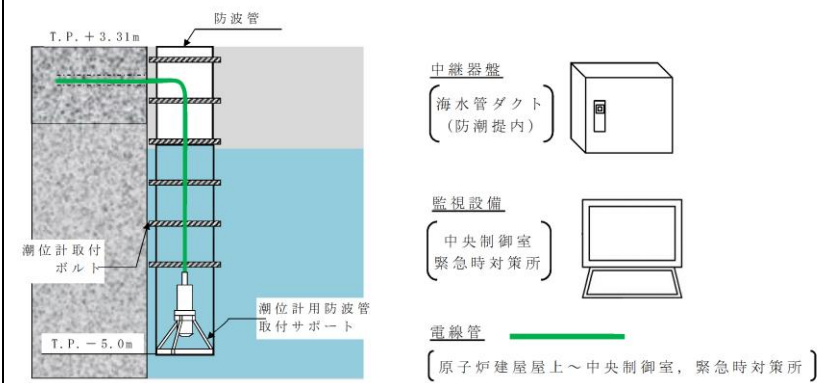 防波管
T.P.+3.31m
潮位計取付
ボルト
潮位計用防波管
取付サポート
T.P.-5.0m
中継器盤
海水管ダクト
(防潮提内)
監視設備
中央制御室
緊急時対策所
電線管
原子炉建屋屋上~中央制御室,緊急時対策所